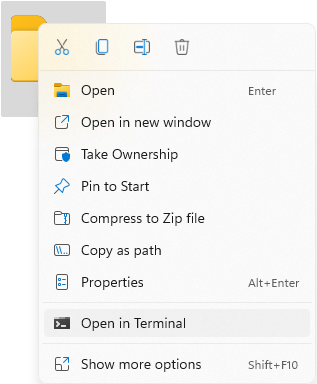 Open Enter
Open in new window
Take Ownership
Pin to Start
Compress to Zip file
Copy as path
Properties Alt+Enter
Open in Terminal
Show more options Shift+F10